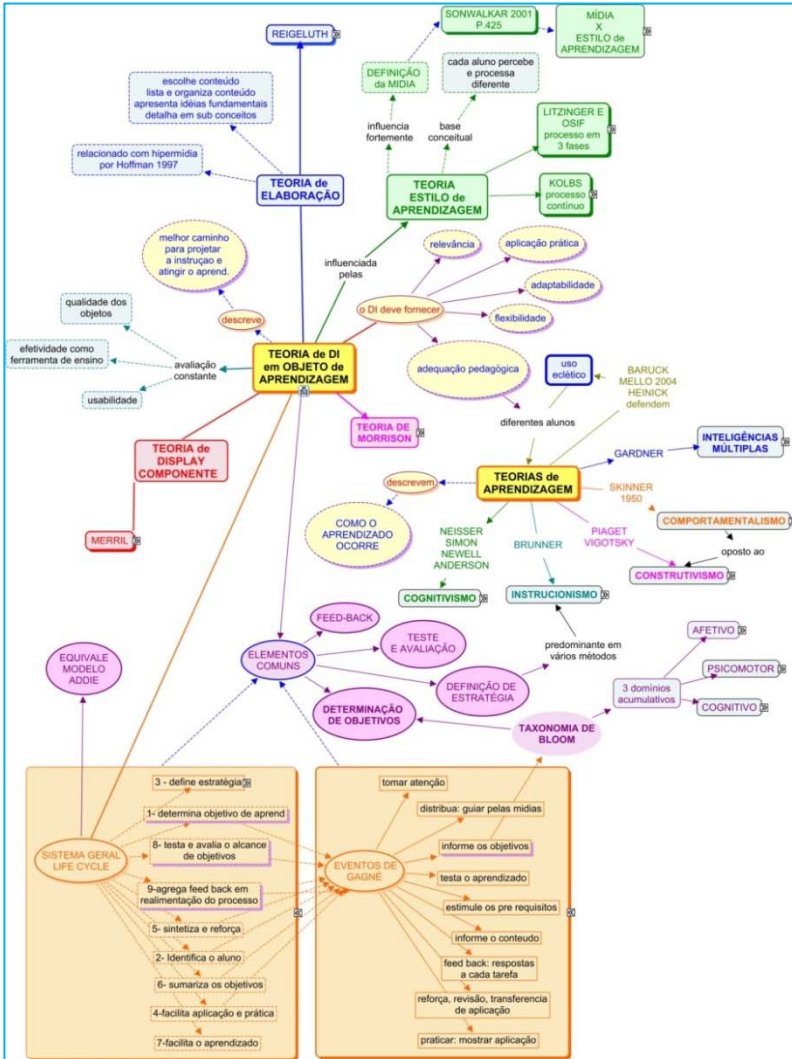 REIGELUTH
SONWALKAR 2001
P.425
MÍDIA
X
ESTILO de
APRENDIZAGEM
escolhe conteúdo
lista e organiza conteúdo
apresenta idéias fundamentais
detalha em sub conceitos
DEFINIÇÃO
da MIDIA
cada aluno percebe
e processa
diferente
influencia
fortemente
base
conceitual
LITZINGER E
OSIF
processo em
3 fases
relacionado com hipermídia
por Hoffman 1997
TEORIA de
ELABORAÇÃO
TEORIA
ESTILO de
APRENDIZAGEM
KOLBS
processo
contínuo
melhor caminho
para projetar
a instruçao e
atingir o aprend.
influenciada
pelas
relevância
aplicação prática
adaptabilidade
flexibilidade
o DI deve fornecer
qualidade dos
objetos
descreve
efetividade como
ferramenta de ensino
avaliação
constante
usabilidade
TEORIA de DI
em OBJETO de
APRENDIZAGEM
adequação pedagógica
uso
eclético
BARUCK
MELLO 2004
HEINICK
defendem
TEORIA DE
MORRISON
diferentes alunos
TEORIA de
DISPLAY
COMPONENTE
GARDNER
INTELIGÊNCIAS
MÚLTIPLAS
descrevem
TEORIAS de
APRENDIZAGEM
SKINNER
1950
MERRIL
COMO O
APRENDIZADO
OCORRE
NEISSER
SIMON
NEWELL
ANDERSON
BRUNNER
PIAGET
VIGOTSKY
COMPORTAMENTALISMO
oposto ao
CONSTRUTIVISMO
COGNITIVISMO
INSTRUCIONISMO
FEED-BACK
EQUIVALE
MODELO
ADDIE
ELEMENTOS
COMUNS
TESTE
E AVALIAÇÃO
predominante em
vários métodos
AFETIVO
DEFINIÇÃO DE
ESTRATÉGIA
3 domínios
acumulativos
PSICOMOTOR
COGNITIVO
DETERMINAÇÃO
DE OBJETIVOS
TAXONOMIA DE
BLOOM
3 - define estratégia
1- determina objetivo de aprend
8- testa e avalia o alcance
de objetivos
SISTEMA GERAL
LIFE CYCLE
9-agrega feed back em
realimentação do processo
5- sintetiza e reforça
2- Identifica o aluno
6- sumariza os objetivos
4-facilita aplicação e prática
7-facilita o aprendizado
tomar atenção
distribua: guiar pelas midias
informe os objetivos
EVENTOS DE
GAGNÉ
testa o aprendizado
estimule os pre requisitos
informe o conteudo
feed back: respostas
a cada tarefa
reforça, revisão, transferencia
de aplicação
praticar: mostrar aplicação